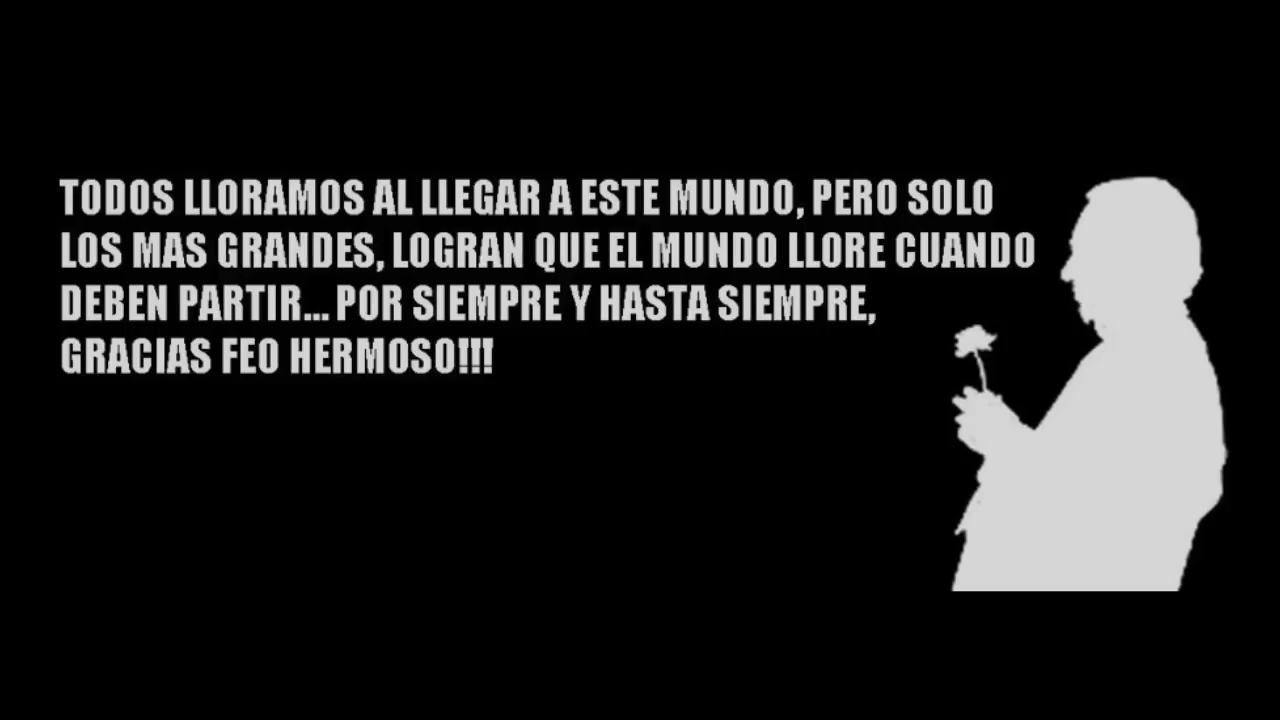 TODOS LLORAMOS AL LLEGAR A ESTE MUNDO, PERO SOLO
LOS MAS GRANDES, LOGRAN QUE EL MUNDO LLORE CUANDO
DEBEN PARTIR... POR SIEMPRE Y HASTA SIEMPRE,
GRACIAS FEO HERMOSO!!!